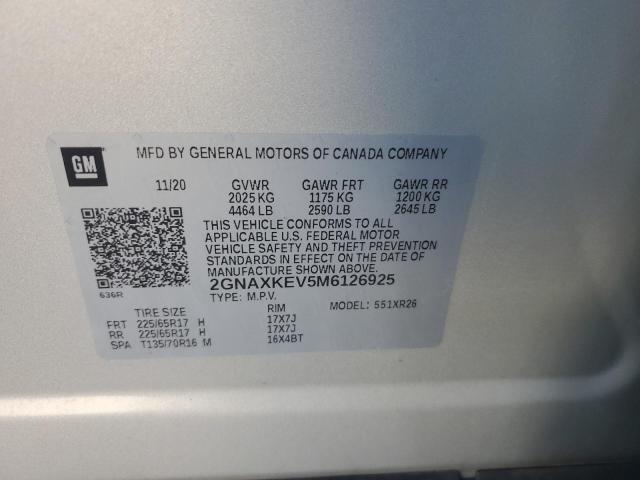 GM
MFD BY GENERAL MOTORS OF CANADA COMPANY
11/20 GVWR GAWR FRT GAWR RR
2025 KG 1175 KG 1200 KG
4464 LB 2590 LB 2645 LB
THIS VEHICLE CONFORMS TO ALL
APPLICABLE U.S. FEDERAL MOTOR
VEHICLE SAFETY AND THEFT PREVENTION
STANDARDS IN EFFECT ON THE DATE OF
MANUFACTURE SHOWN ABOVE.
2GNAXKEV5M6126925
636R
TYPE: M.P.V. MODEL: 551XR26
TIRE SIZE RIM
FRT 225/65R17 H 17X7J
RR 225/65R17 H 17X7J
SPA T135/70R16 M 16X4BT